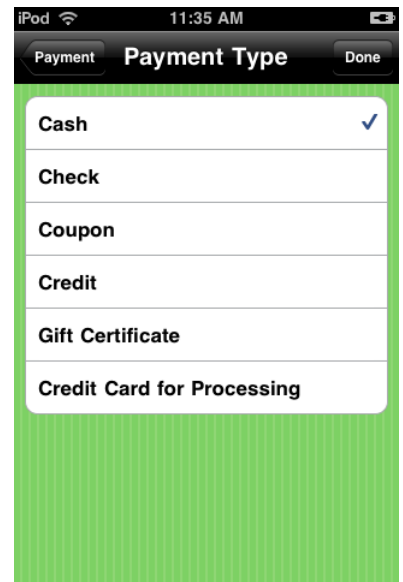 iPod 11:35 AM
Payment Payment Type Done
Cash
Check
Coupon
Credit
Gift Certificate
Credit Card for Processing